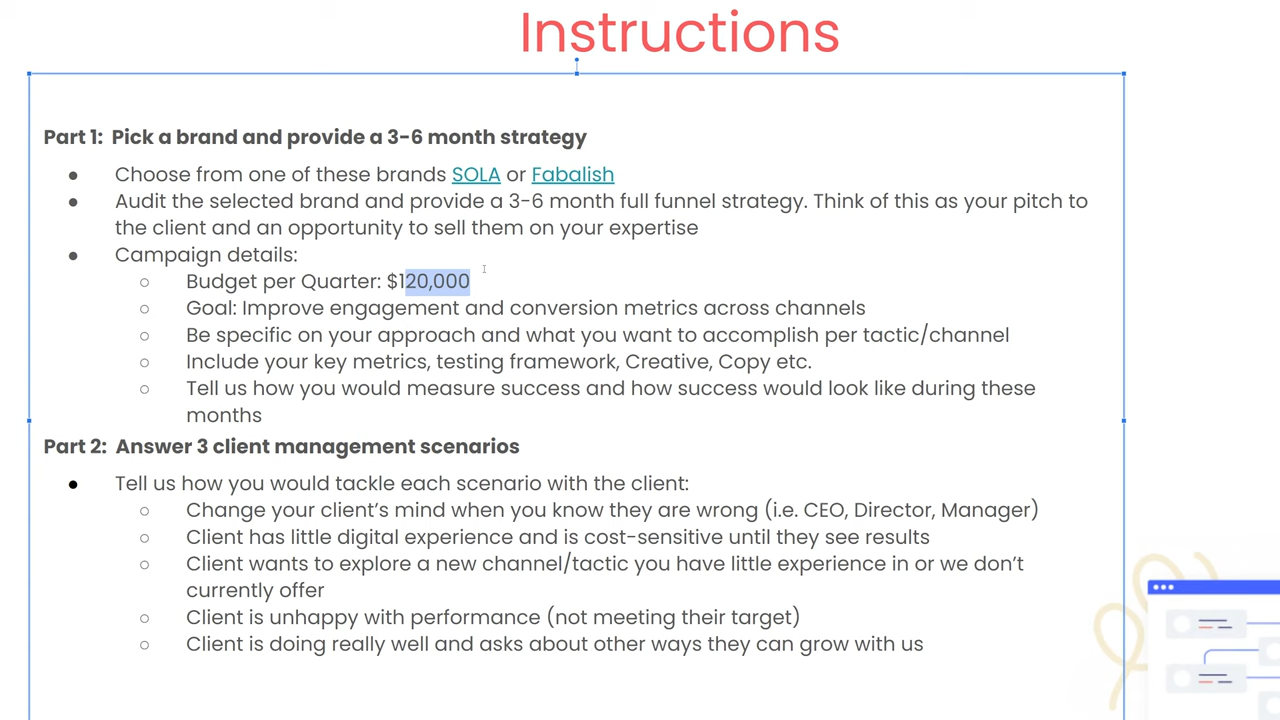 Instructions
Part 1: Pick a brand and provide a 3-6 month strategy
● Choose from one of these brands SOLA or Fabalish
● Audit the selected brand and provide a 3-6 month full funnel strategy. Think of this as your pitch to
the client and an opportunity to sell them on your expertise
● Campaign details:
○ Budget per Quarter: $120,000
○ Goal: Improve engagement and conversion metrics across channels
○ Be specific on your approach and what you want to accomplish per tactic/channel
○ Include your key metrics, testing framework, Creative, Copy etc.
○ Tell us how you would measure success and how success would look like during these
months
Part 2: Answer 3 client management scenarios
● Tell us how you would tackle each scenario with the client:
○ Change your client's mind when you know they are wrong (i.e. CEO, Director, Manager)
○ Client has little digital experience and is cost-sensitive until they see results
○ Client wants to explore a new channel/tactic you have little experience in or we don't
currently offer
○ Client is unhappy with performance (not meeting their target)
○ Client is doing really well and asks about other ways they can grow with us